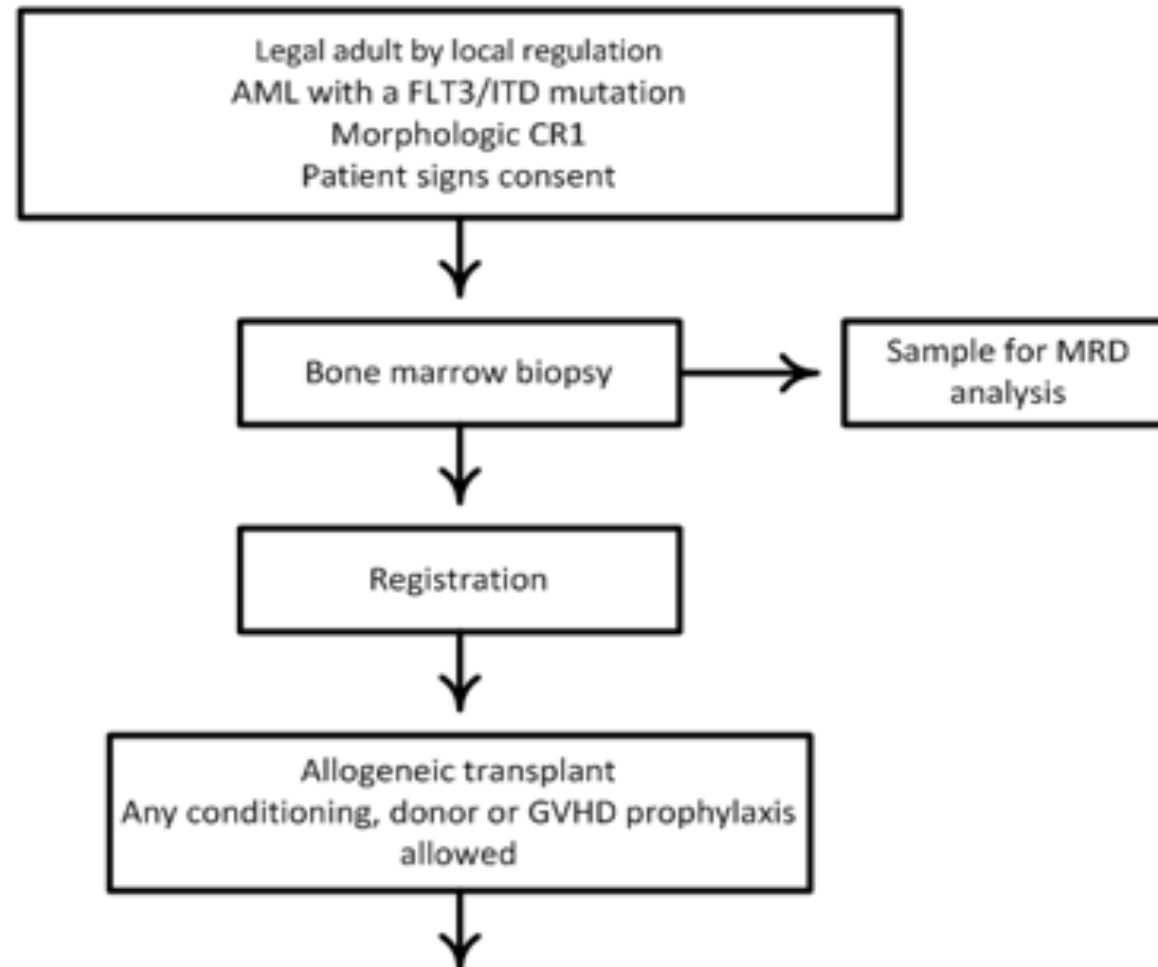 Legal adult by local regulation
AML with a FLT3/ITD mutation
Morphologic CR1
Patient signs consent
Bone marrow biopsy
Sample for MRD
analysis
Registration
Allogeneic transplant
Any conditioning, donor or GVHD prophylaxis
allowed